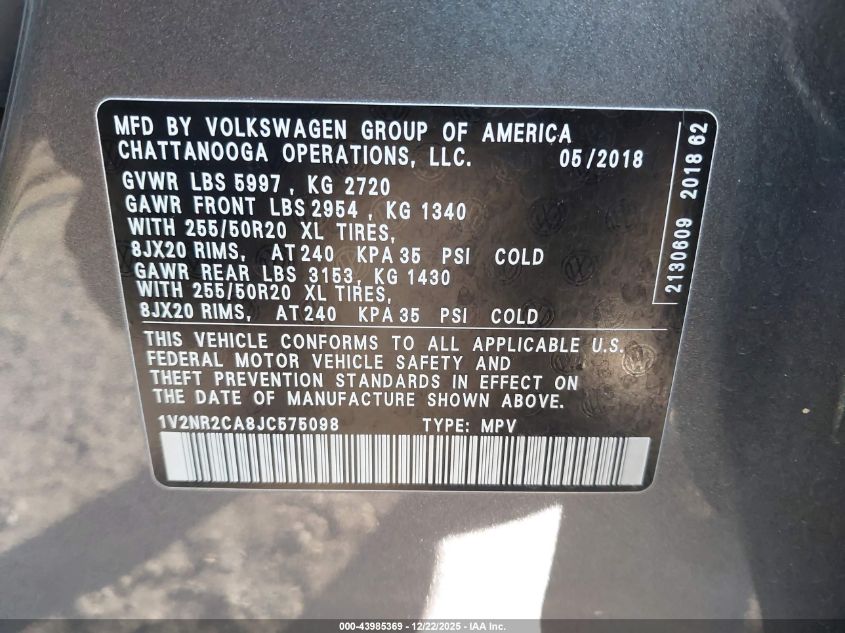 MFD BY VOLKSWAGEN GROUP OF AMERICA
CHATTANOOGA OPERATIONS, LLC. 05/2018
GVWR LBS 5997, KG 2720
GAWR FRONT LBS 2954, KG 1340
WITH 255/50R20 XL TIRES,
8JX20 RIMS, AT 240 KPA 35 PSI COLD
GAWR REAR LBS 3153, KG 1430
WITH 255/50R20 XL TIRES,
8JX20 RIMS, AT 240 KPA 35 PSI COLD
THIS VEHICLE CONFORMS TO ALL APPLICABLE U.S.
FEDERAL MOTOR VEHICLE SAFETY AND
THEFT PREVENTION STANDARDS IN EFFECT ON
THE DATE OF MANUFACTURE SHOWN ABOVE.
1V2NR2CA8JC575098 TYPE: MPV
2130609 2018 62
000-43985369 - 12/22/2025 - IAA Inc.